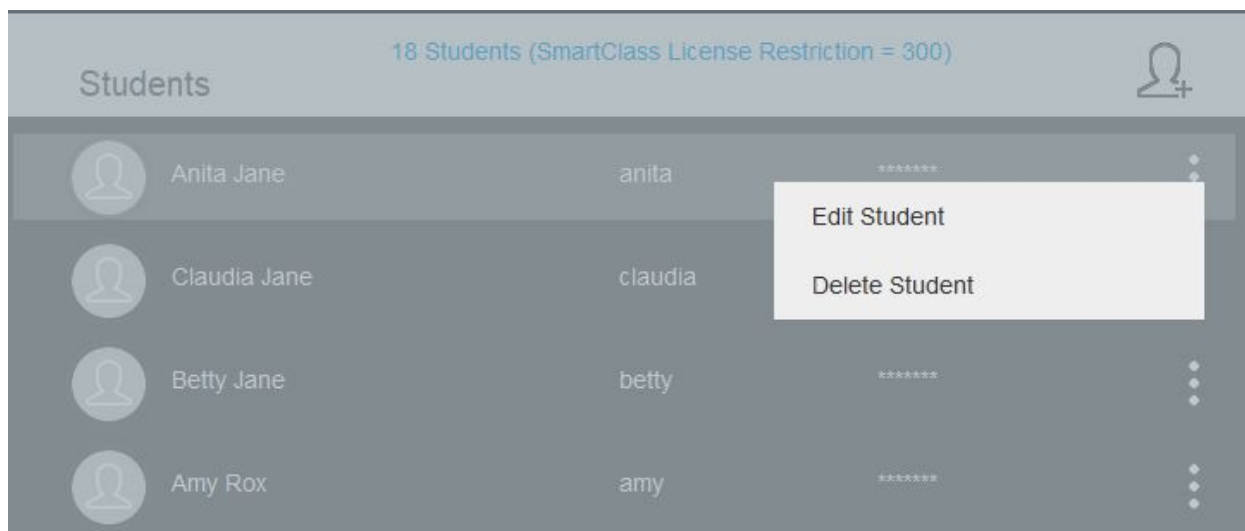 18 Students (SmartClass License Restriction = 300)
Students
Anita Jane anita *******
Edit Student
Claudia Jane claudia
Delete Student
Betty Jane betty *******
Amy Rox amy *******